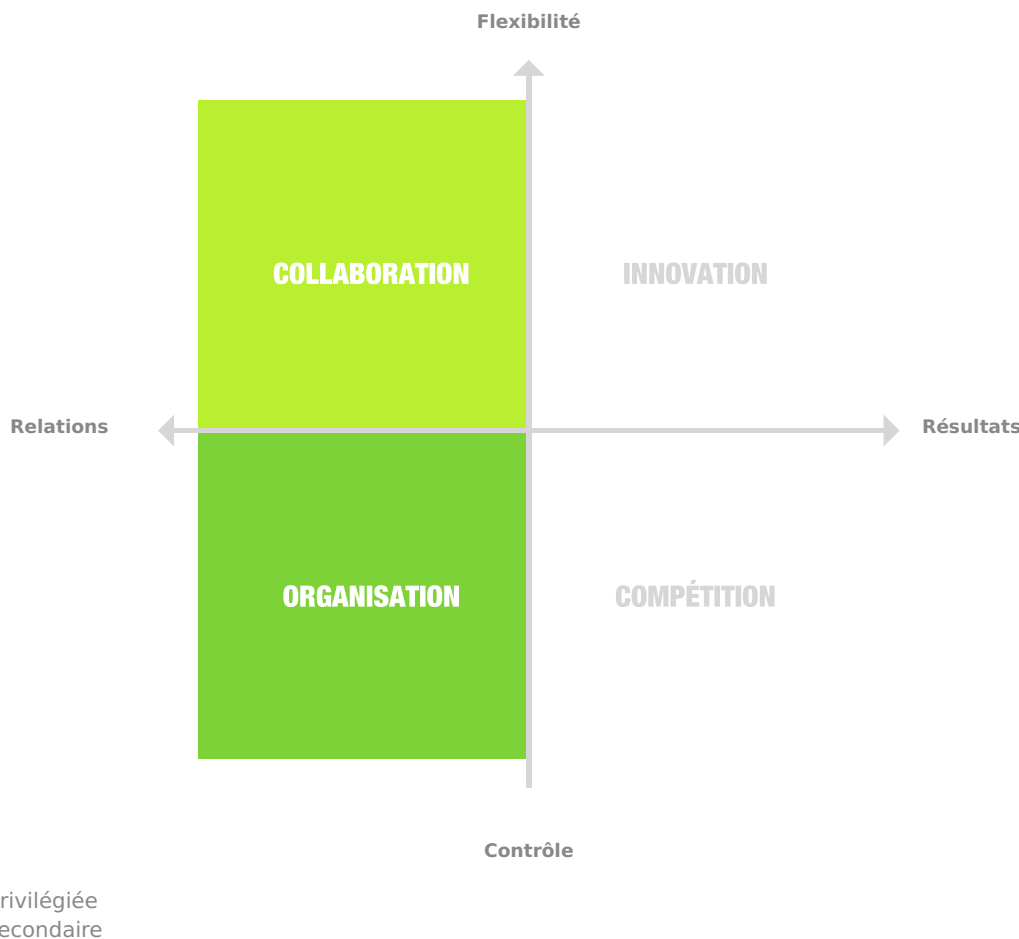 Flexibilité
COLLABORATION
INNOVATION
Relations
Résultats
ORGANISATION
COMPÉTITION
Contrôle
rivilégiée
econdaire